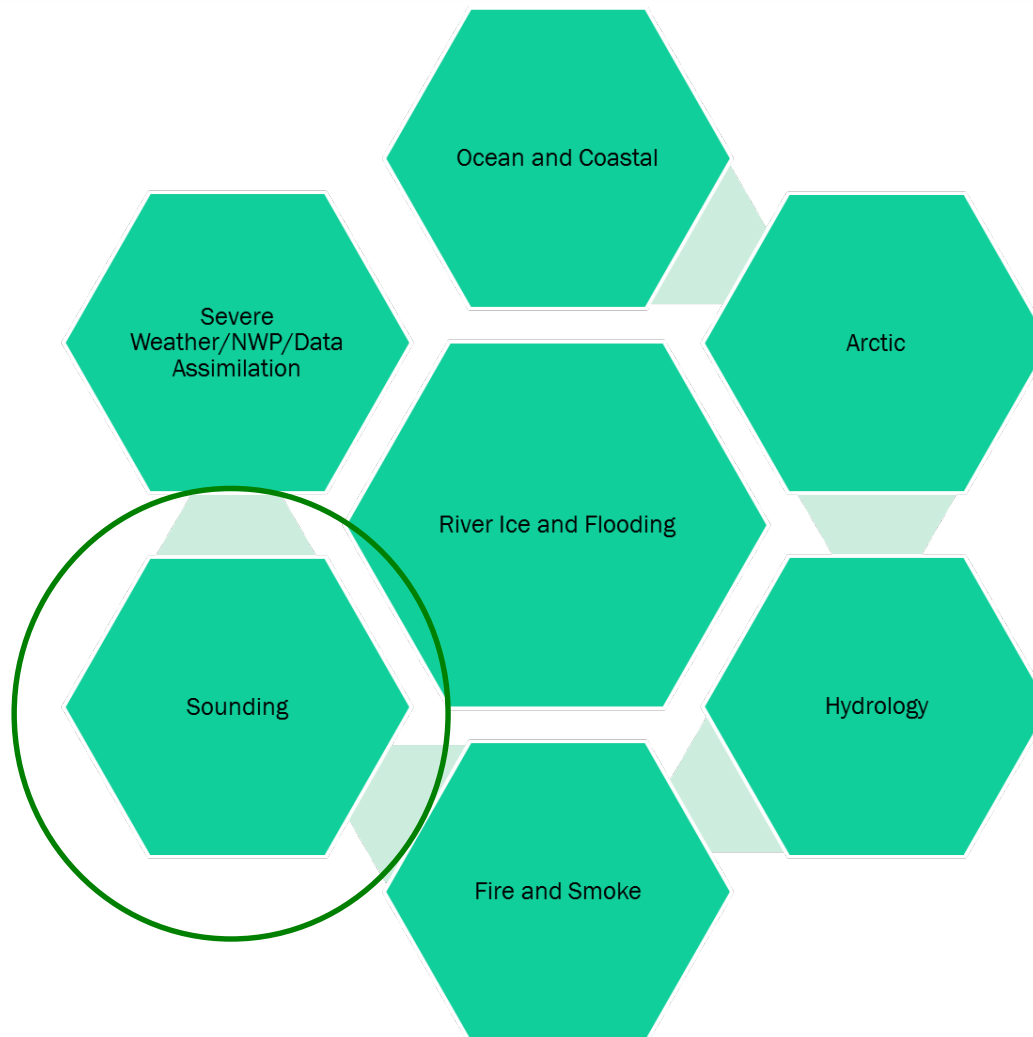 Ocean and Coastal
Severe
Weather/NWP/Data
Assimilation
Arctic
River Ice and Flooding
Sounding
Hydrology
Fire and Smoke